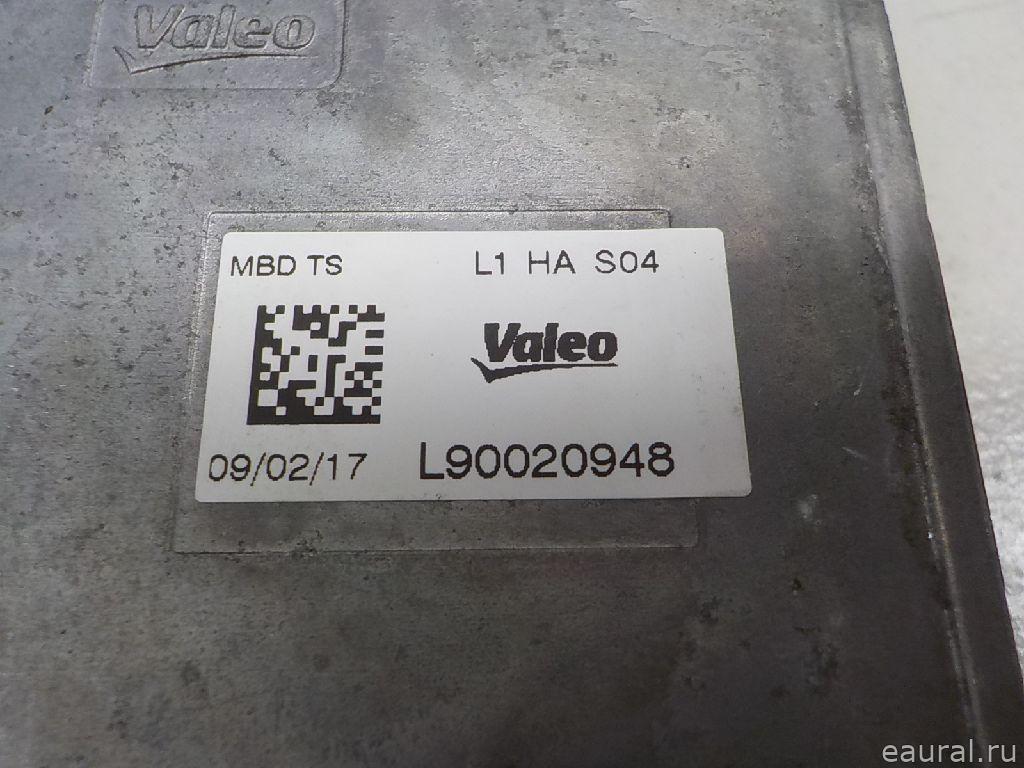 Valeo
MBD TS L1 HA S04
Valeo
09/02/17 L90020948
eaural.ru